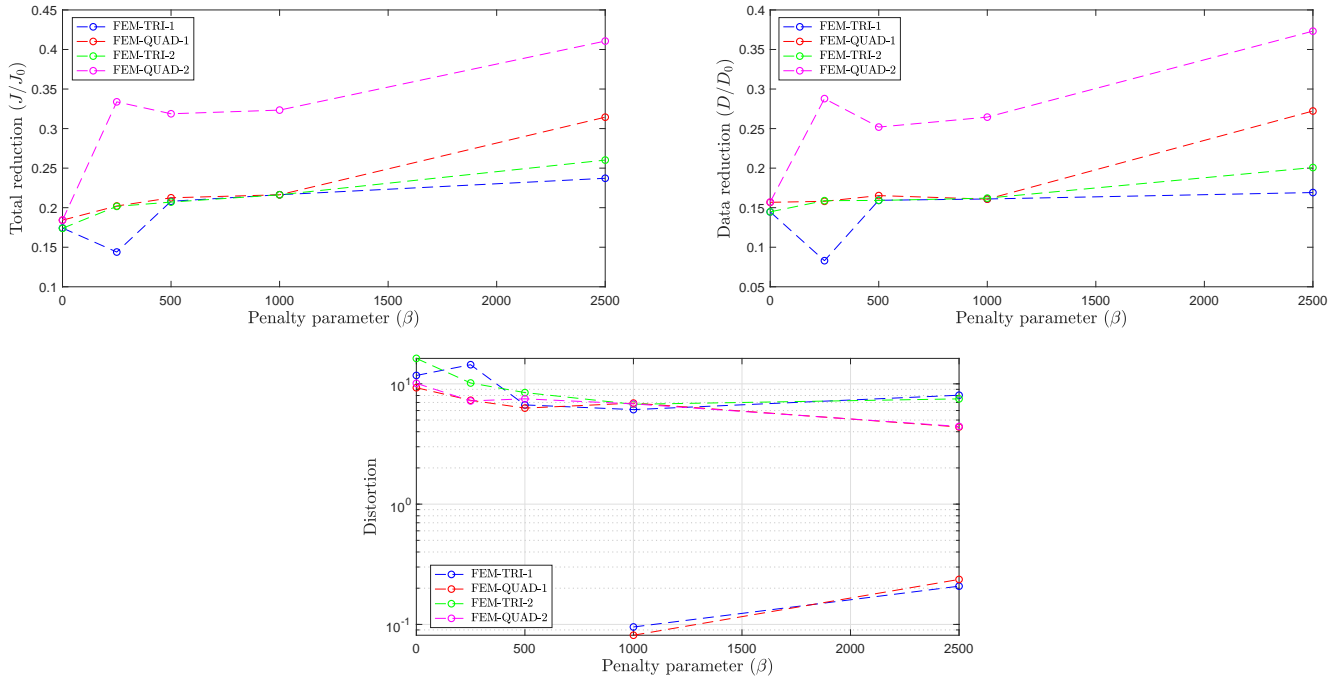 FEM-TRI-1
FEM-QUAD-1
FEM-TRI-2
FEM-QUAD-2
Total reduction (J/J₀)
0.45
0.4
0.35
0.3
0.25
0.2
0.15
0.1
0 500 1000 1500 2000 2500
Penalty parameter (β)
FEM-TRI-1
FEM-QUAD-1
FEM-TRI-2
FEM-QUAD-2
Data reduction (D/D₀)
0.4
0.35
0.3
0.25
0.2
0.15
0.1
0.05
0 500 1000 1500 2000 2500
Penalty parameter (β)
Distortion
10¹
10⁰
10⁻¹
FEM-TRI-1
FEM-QUAD-1
FEM-TRI-2
FEM-QUAD-2
0 500 1000 1500 2000 2500
Penalty parameter (β)